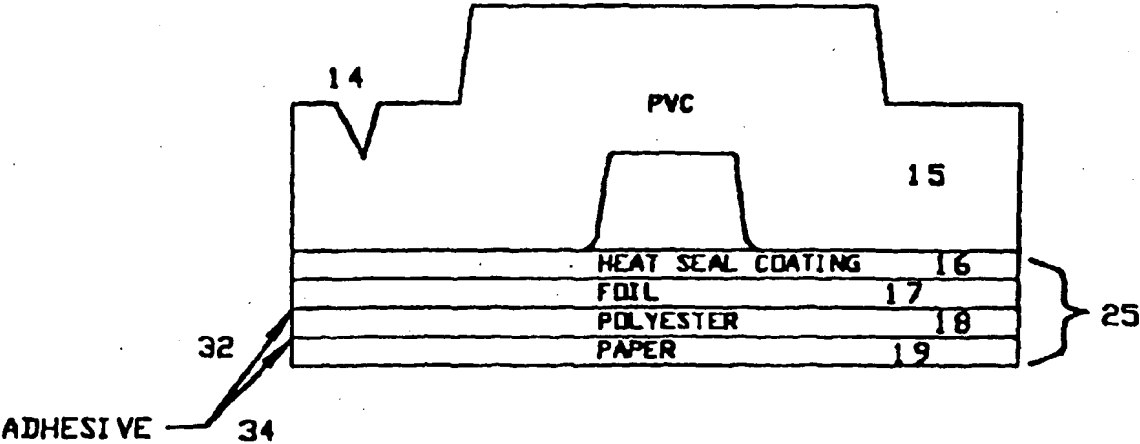 14
PVC
15
HEAT SEAL COATING 16
FOIL 17
25
POLYESTER 18
32
PAPER 19
ADHESIVE 34